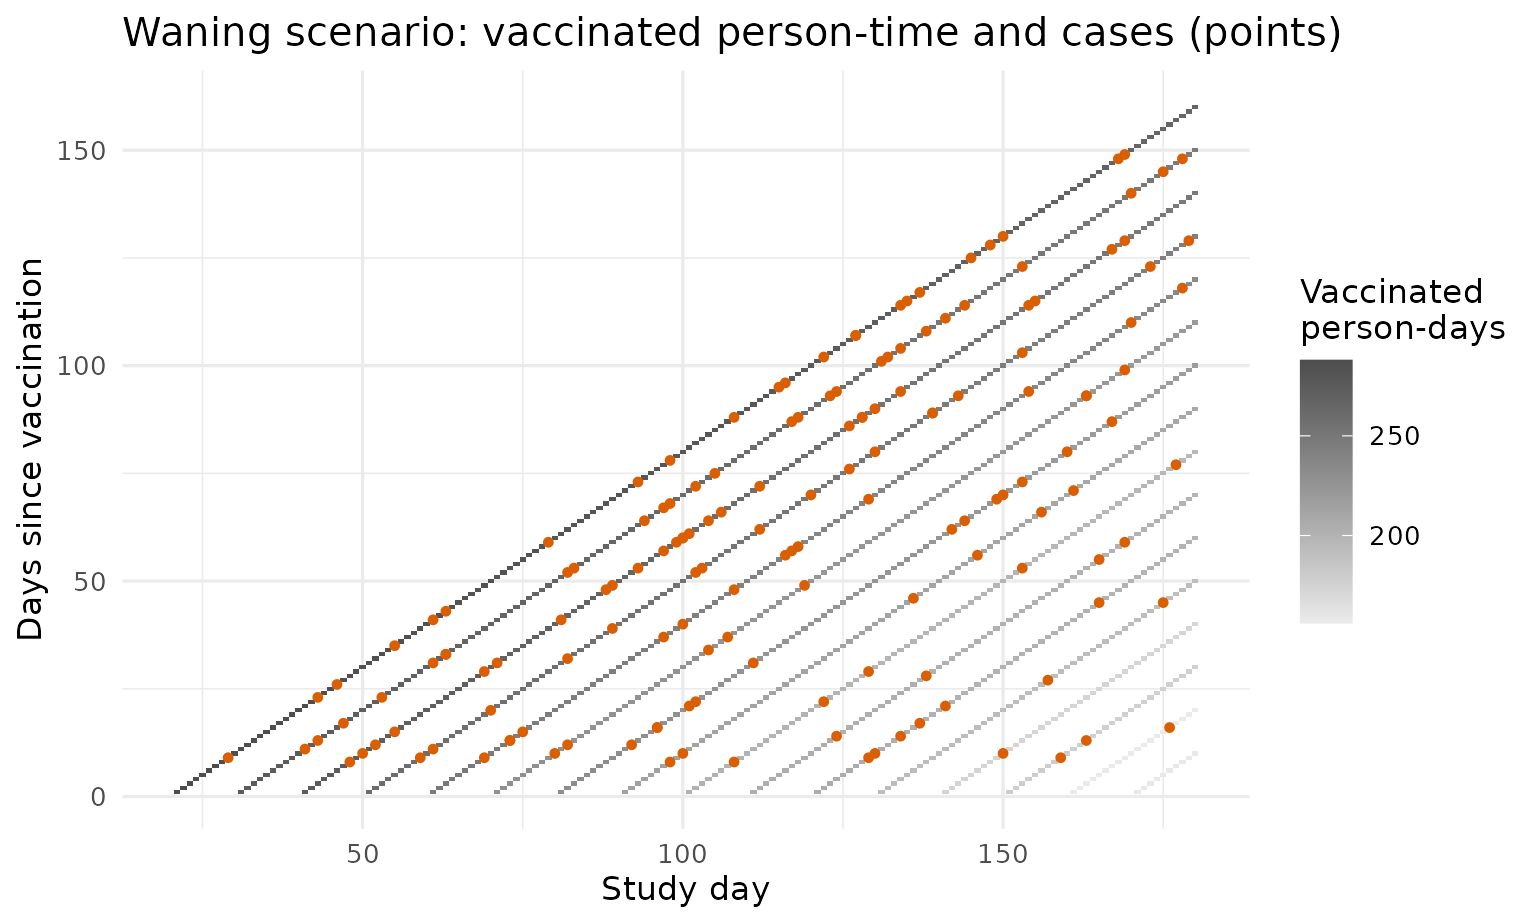 Waning scenario: vaccinated person-time and cases (points)
Days since vaccination
150
100
50
0
50
100
150
Study day
Vaccinated
person-days
250
200